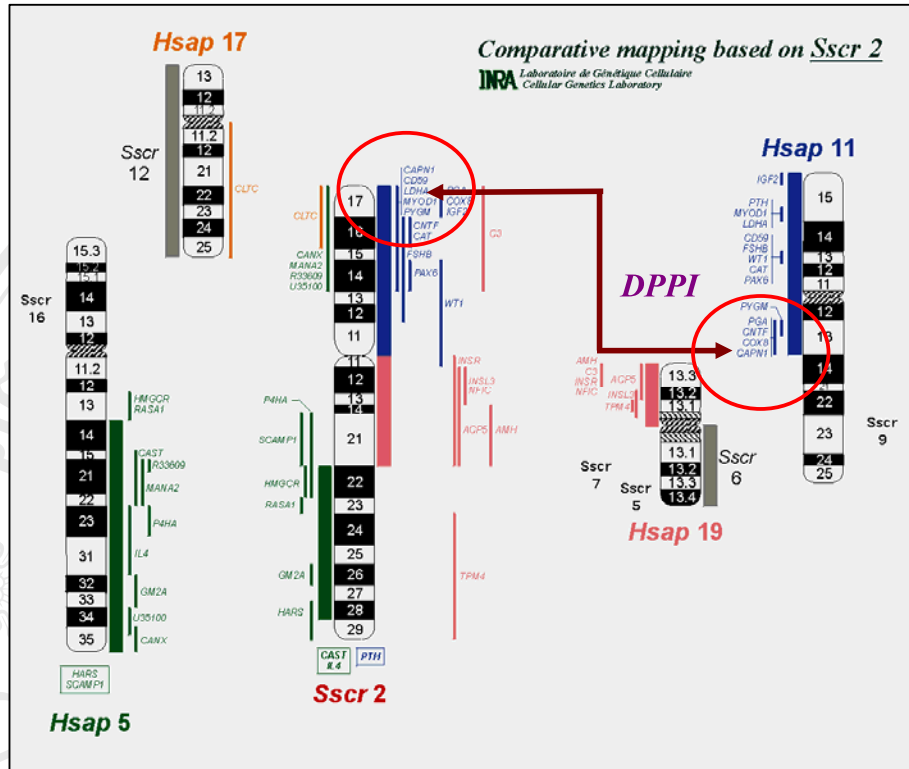 Comparative mapping based on Sscr 2
INRA Laboratoire de Génétique Cellulaire
Cellular Genetics Laboratory
Hsap 17
13
12
11.2
11.2
12
21
22
23
24
25
Sscr
12
CLTC
Hsap 5
15.3
15.2
15.1
14
13
12
11.2
12
13
14
15
21
22
23
31
32
33
34
35
Sscr
16
HMGCR
RASA1
CAST
R33609
MANA2
P4HA
IL4
GM2A
U35100
CANX
HARS
SCAMP1
Sscr 2
17
16
15
14
13
12
11
11
12
13
14
21
22
23
24
25
26
27
28
29
CLTC
CANX
MANA2
R33609
U35100
P4HA
SCAMP1
HMGCR
RASA1
GM2A
HARS
CAST
IL4
PTH
CAPN1
CD59
LDHA
MYOD1
PYGM
PGA
COX8
IGF2
CNTF
CAT
FSHB
PAX6
WT1
C3
INSR
INSL3
NFIC
ACP5
AMH
TPM4
DPPI
Hsap 19
13.3
13.2
13.1
13.1
13.2
13.3
13.4
AMH
C3
INSR
NFIC
ACP5
INSL3
TPM4
Sscr
7
Sscr
5
Sscr
6
Hsap 11
15
14
13
12
11
12
13
14
22
23
24
25
IGF2
PTH
MYOD1
LDHA
CD59
FSHB
WT1
CAT
PAX6
PYGM
PGA
CNTF
COX8
CAPN1
Sscr
9